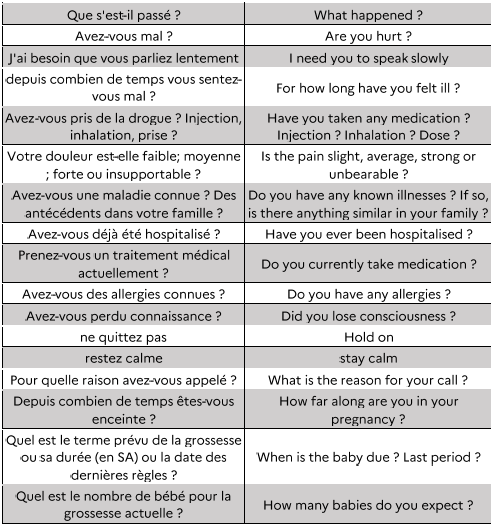 Que s'est-il passé ?
What happened ?
Avez-vous mal ?
Are you hurt ?
J'ai besoin que vous parliez lentement
I need you to speak slowly
depuis combien de temps vous sentez-
vous mal ?
For how long have you felt ill ?
Avez-vous pris de la drogue ? Injection,
inhalation, prise ?
Have you taken any medication ?
Injection ? Inhalation ? Dose ?
Votre douleur est-elle faible; moyenne
; forte ou insupportable ?
Is the pain slight, average, strong or
unbearable ?
Avez-vous une maladie connue ? Des
antécédents dans votre famille ?
Do you have any known illnesses ? If so,
is there anything similar in your family ?
Avez-vous déjà été hospitalisé ?
Have you ever been hospitalised ?
Prenez-vous un traitement médical
actuellement ?
Do you currently take medication ?
Avez-vous des allergies connues ?
Do you have any allergies ?
Avez-vous perdu connaissance ?
Did you lose consciousness ?
ne quittez pas
Hold on
restez calme
stay calm
Pour quelle raison avez-vous appelé ?
What is the reason for your call ?
Depuis combien de temps êtes-vous
enceinte ?
How far along are you in your
pregnancy ?
Quel est le terme prévu de la grossesse
ou sa durée (en SA) ou la date des
dernières règles ?
When is the baby due ? Last period ?
Quel est le nombre de bébé pour la
grossesse actuelle ?
How many babies do you expect ?